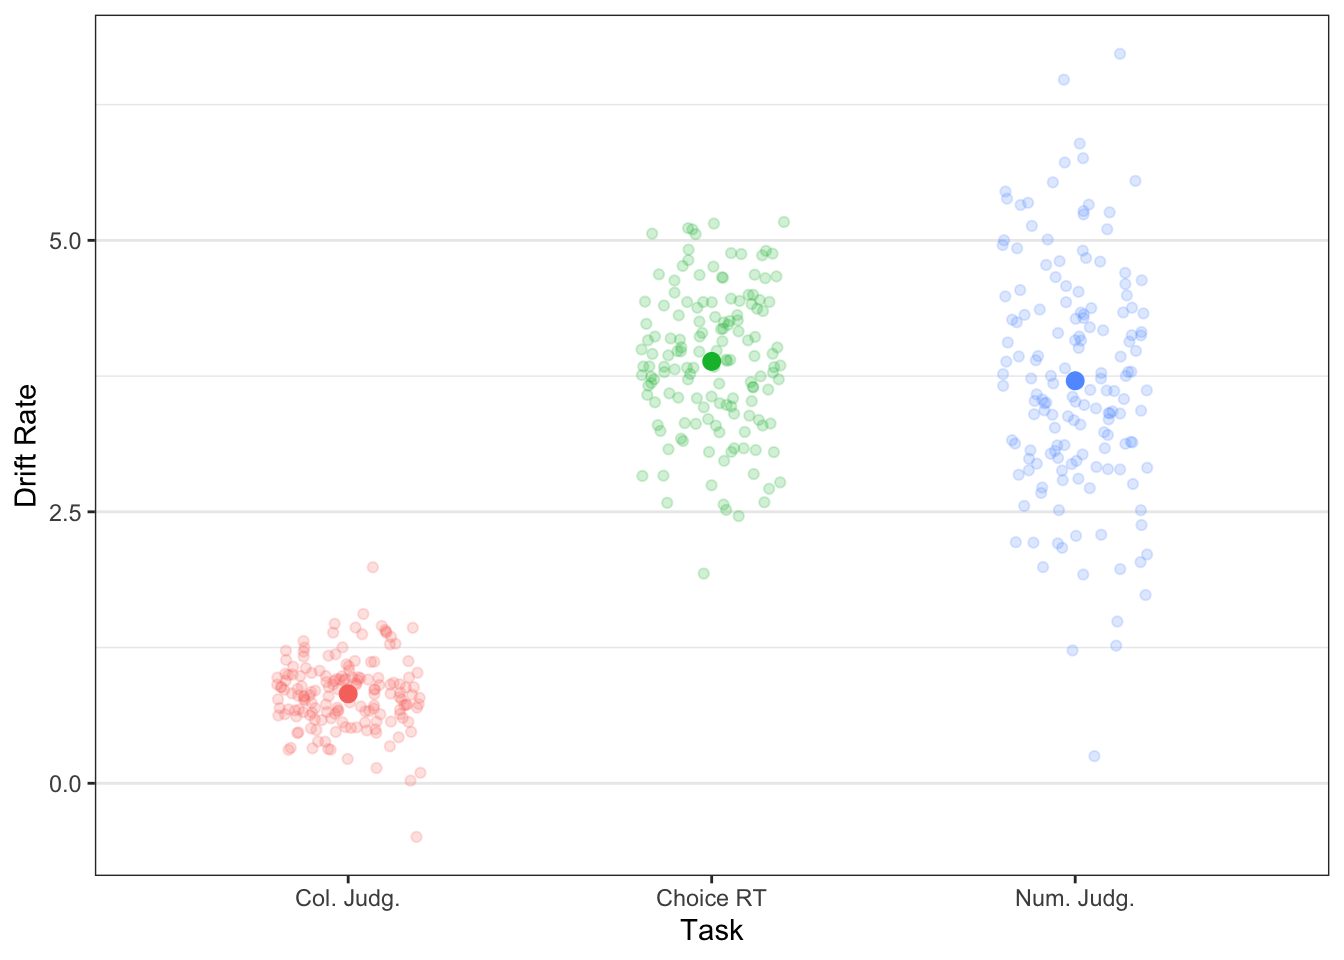 Drift Rate
5.0
2.5
0.0
Col. Judg.
Choice RT
Num. Judg.
Task